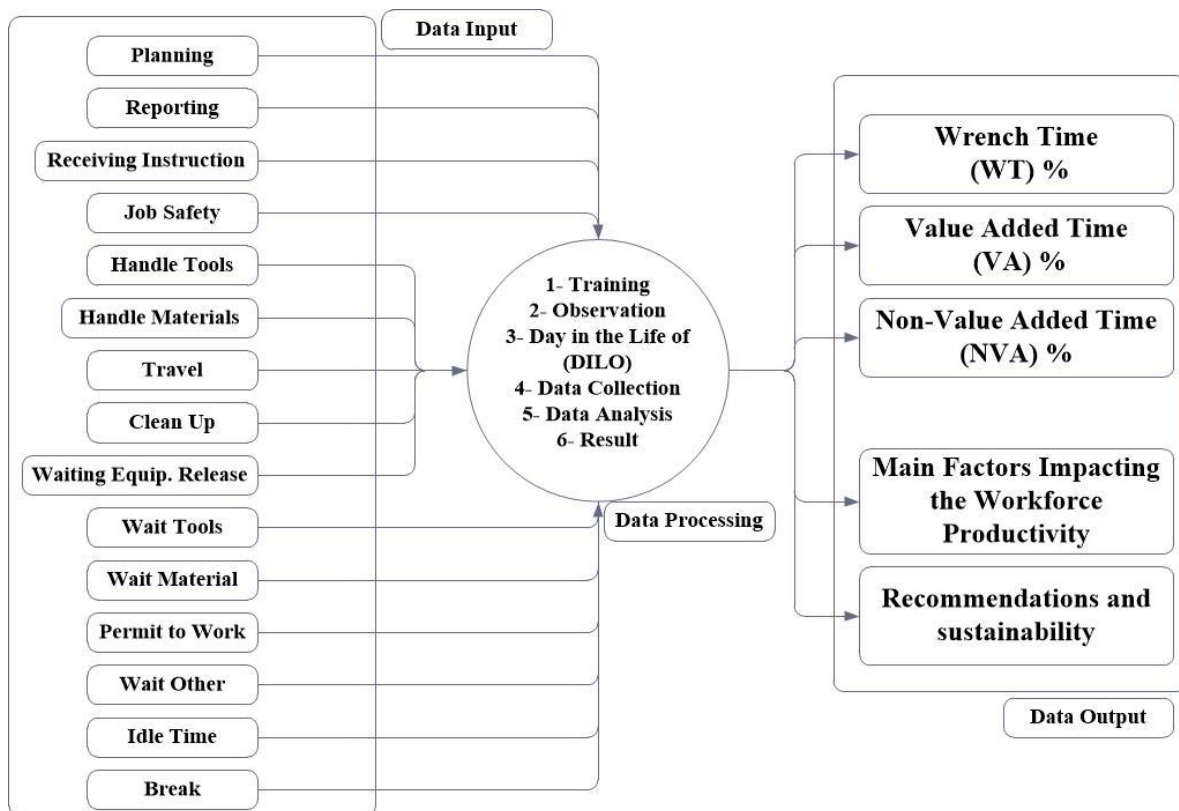 Data Input
Planning
Reporting
Receiving Instruction
Job Safety
Handle Tools
Handle Materials
Travel
Clean Up
Waiting Equip. Release
Wait Tools
Wait Material
Permit to Work
Wait Other
Idle Time
Break
1- Training
2- Observation
3- Day in the Life of
(DILO)
4- Data Collection
5- Data Analysis
6- Result
Data Processing
Wrench Time
(WT) %
Value Added Time
(VA) %
Non-Value Added Time
(NVA) %
Main Factors Impacting
the Workforce
Productivity
Recommendations and
sustainability
Data Output